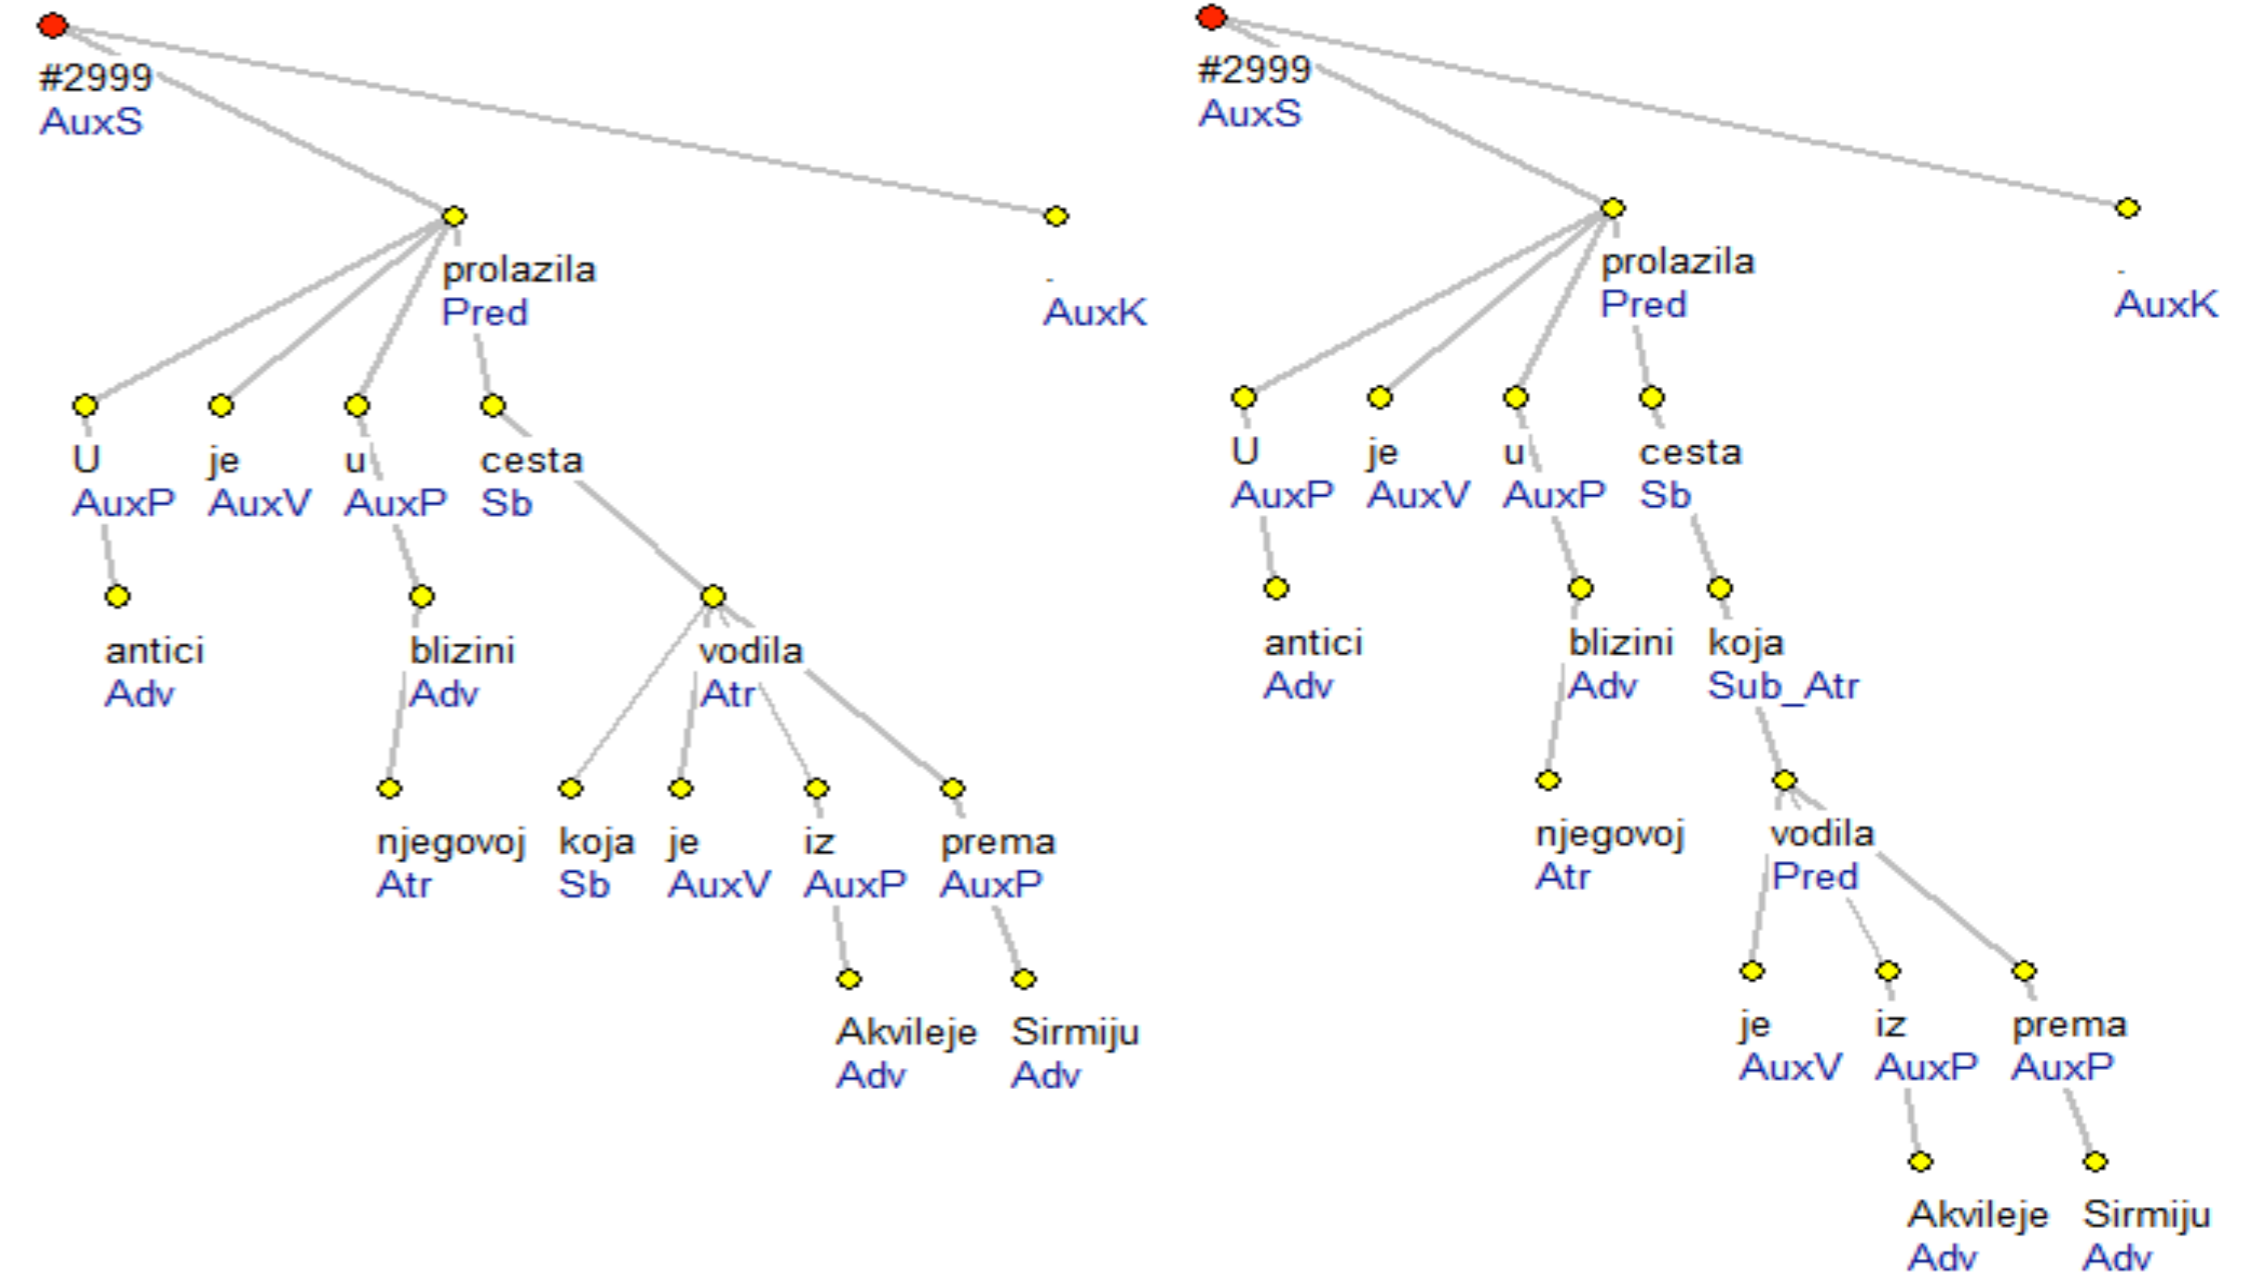 #2999
AuxS
prolazila
Pred
.
AuxK
U
AuxP
je
AuxV
u
AuxP
cesta
Sb
antici
Adv
blizini
Adv
vodila
Atr
njegovoj
Atr
koja
Sb
je
AuxV
iz
AuxP
prema
AuxP
Akvileje
Adv
Sirmiju
Adv
#2999
AuxS
prolazila
Pred
.
AuxK
U
AuxP
je
AuxV
u
AuxP
cesta
Sb
antici
Adv
blizini
Adv
koja
Sub_Atr
njegovoj
Atr
vodila
Pred
je
AuxV
iz
AuxP
prema
AuxP
Akvileje
Adv
Sirmiju
Adv